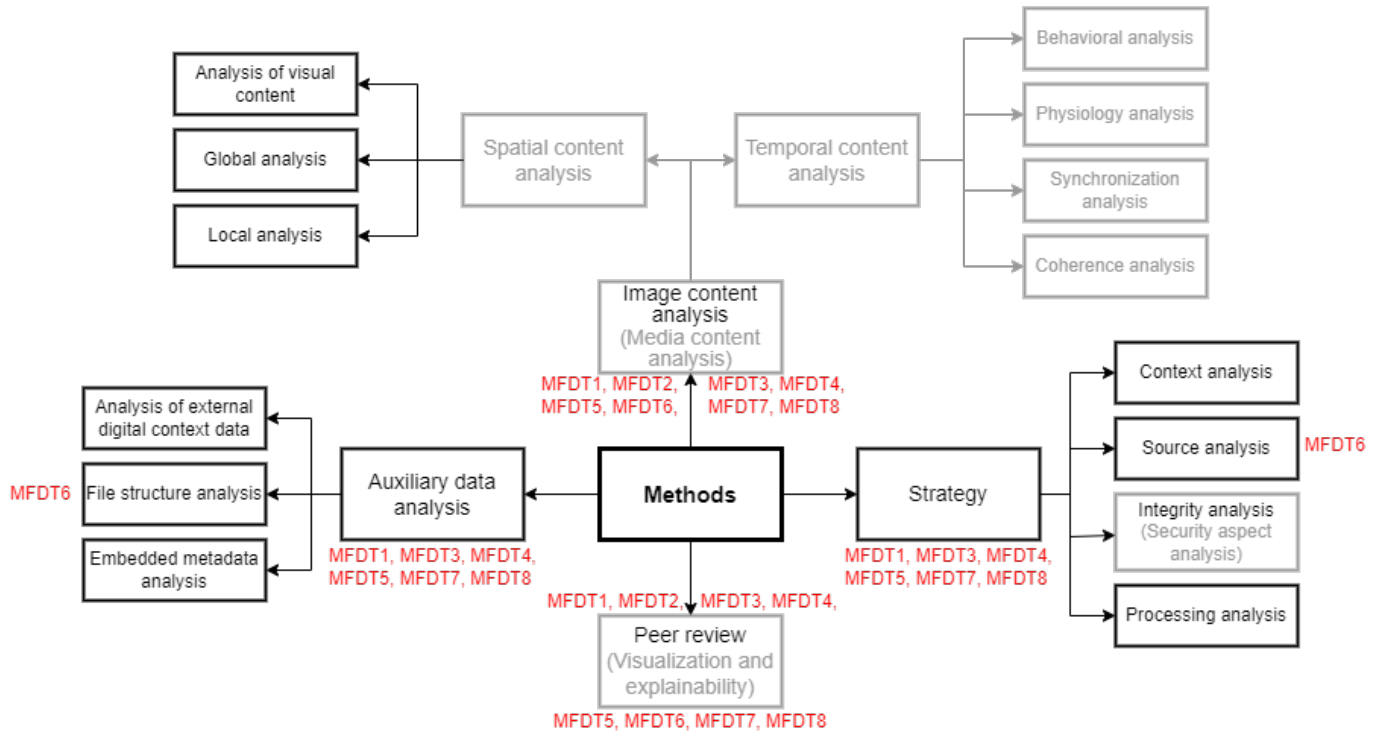 Analysis of visual
content
Global analysis
Local analysis
Spatial content
analysis
Temporal content
analysis
Behavioral analysis
Physiology analysis
Synchronization
analysis
Coherence analysis
Image content
analysis
(Media content
analysis)
MFDT1, MFDT2, MFDT3, MFDT4,
MFDT5, MFDT6, MFDT7, MFDT8
Analysis of external
digital context data
MFDT6 File structure analysis
Embedded metadata
analysis
Auxiliary data
analysis
MFDT1, MFDT3, MFDT4,
MFDT5, MFDT7, MFDT8
Methods
Strategy
MFDT1, MFDT3, MFDT4,
MFDT5, MFDT7, MFDT8
Context analysis
Source analysis MFDT6
Integrity analysis
(Security aspect
analysis)
Processing analysis
MFDT1, MFDT2, MFDT3, MFDT4,
Peer review
(Visualization and
explainability)
MFDT5, MFDT6, MFDT7, MFDT8